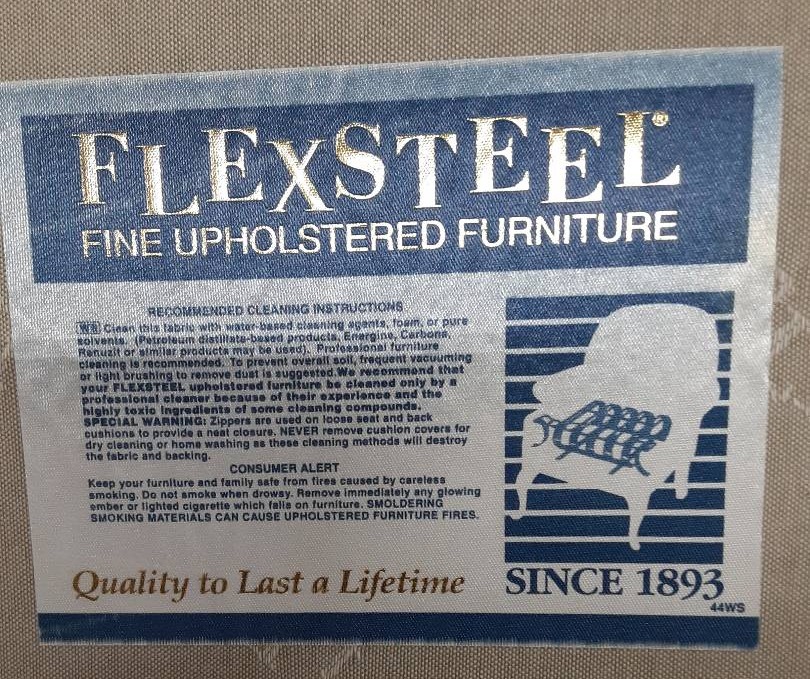 FLEXSTEEL®
FINE UPHOLSTERED FURNITURE
RECOMMENDED CLEANING INSTRUCTIONS
WS Clean this fabric with water-based cleaning agents, foam, or pure
solvents. (Petroleum distillate-based products, Energine, Carbona,
Renuzit or similar products may be used). Professional furniture
cleaning is recommended. To prevent overall soil, frequent vacuuming
or light brushing to remove dust is suggested. We recommend that
your FLEXSTEEL upholstered furniture be cleaned only by a
professional cleaner because of their experience and the
highly toxic ingredients of some cleaning compounds.
SPECIAL WARNING: Zippers are used on loose seat and back
cushions to provide a neat closure. NEVER remove cushion covers for
dry cleaning or home washing as these cleaning methods will destroy
the fabric and backing.
CONSUMER ALERT
Keep your furniture and family safe from fires caused by careless
smoking. Do not smoke when drowsy. Remove immediately any glowing
ember or lighted cigarette which falls on furniture. SMOLDERING
SMOKING MATERIALS CAN CAUSE UPHOLSTERED FURNITURE FIRES.
Quality to Last a Lifetime
SINCE 1893
44WS